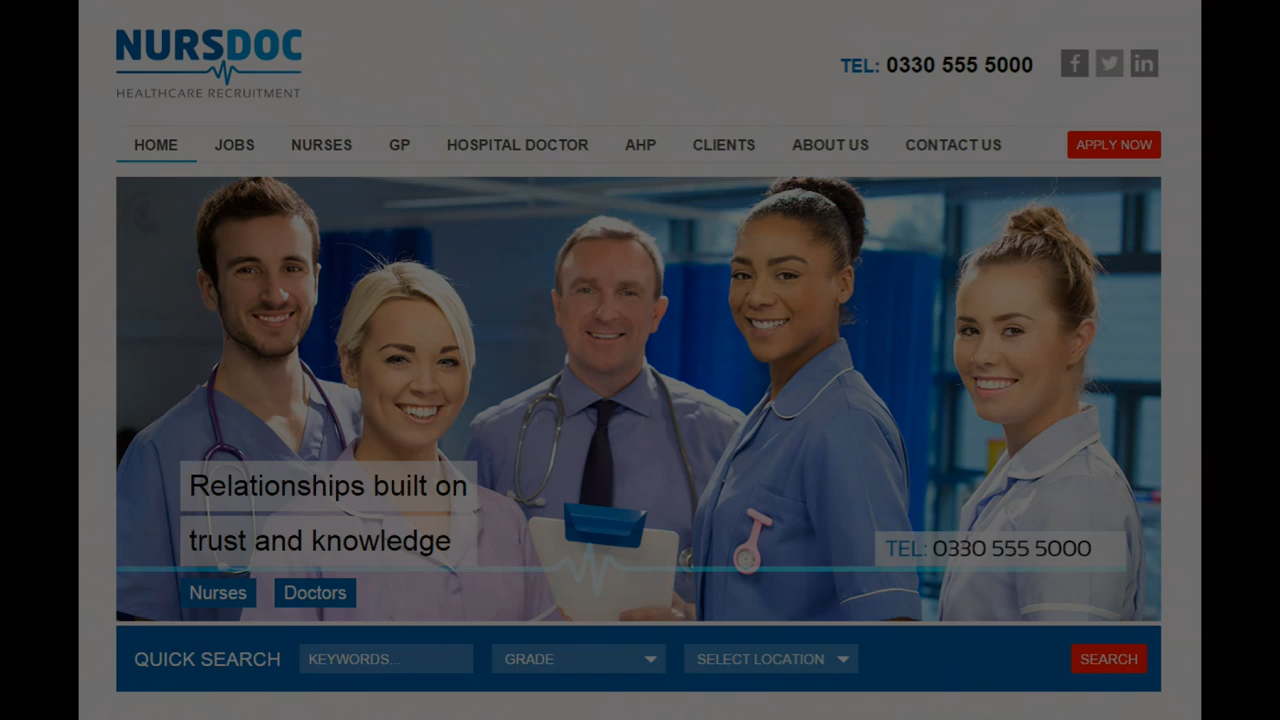 NURSDOC
HEALTHCARE RECRUITMENT
TEL: 0330 555 5000
f in
HOME JOBS NURSES GP HOSPITAL DOCTOR AHP CLIENTS ABOUT US CONTACT US APPLY NOW
Relationships built on
trust and knowledge
TEL: 0330 555 5000
Nurses Doctors
QUICK SEARCH KEYWORDS... GRADE SELECT LOCATION SEARCH